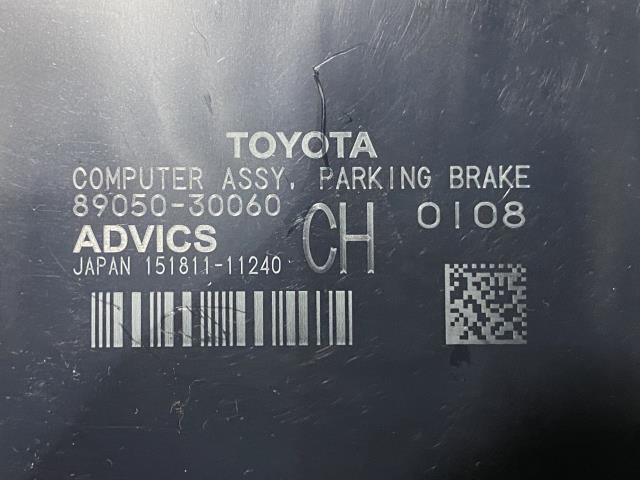 TOYOTA
COMPUTER ASSY, PARKING BRAKE
89050-30060 CH 0108
ADVICS
JAPAN 151811-11240